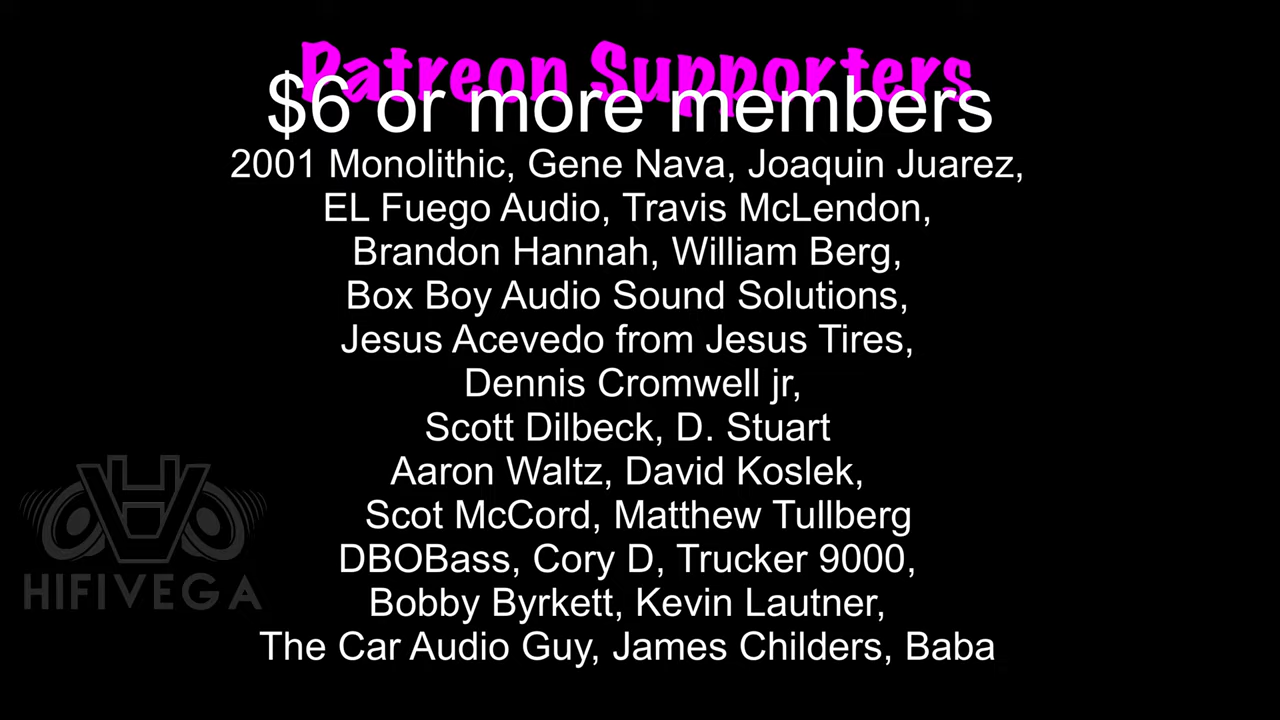 Patreon Supporters
$6 or more members
2001 Monolithic, Gene Nava, Joaquin Juarez,
EL Fuego Audio, Travis McLendon,
Brandon Hannah, William Berg,
Box Boy Audio Sound Solutions,
Jesus Acevedo from Jesus Tires,
Dennis Cromwell jr,
Scott Dilbeck, D. Stuart
Aaron Waltz, David Koslek,
Scot McCord, Matthew Tullberg
DBOBass, Cory D, Trucker 9000,
Bobby Byrkett, Kevin Lautner,
The Car Audio Guy, James Childers, Baba
HIFIVEGA